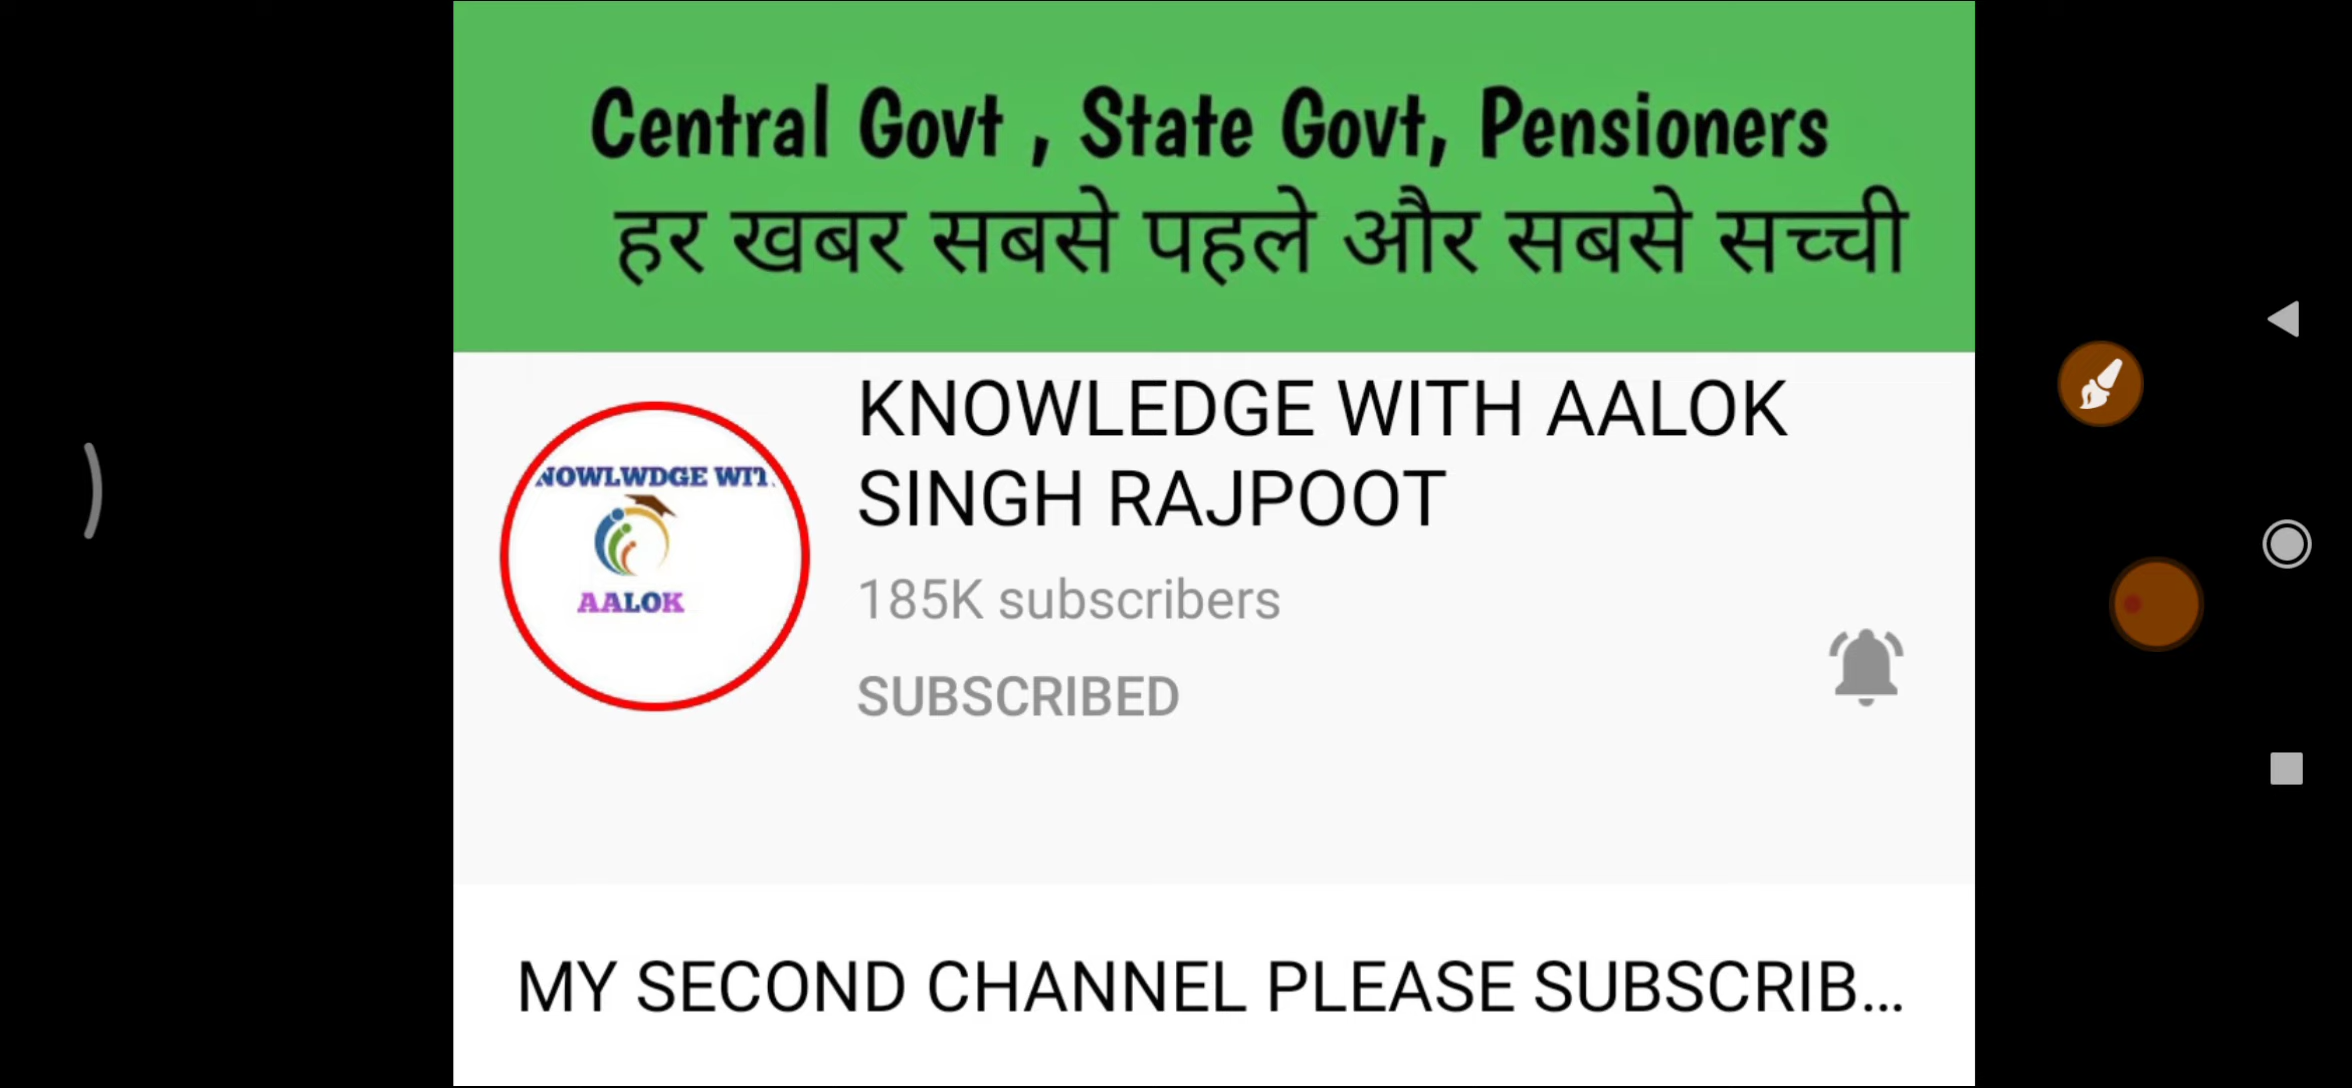 Central Govt , State Govt, Pensioners
हर खबर सबसे पहले और सबसे सच्ची
KNOWLEDGE WITH AALOK
SINGH RAJPOOT
185K subscribers
SUBSCRIBED
NOWLWDGE WIT
AALOK
MY SECOND CHANNEL PLEASE SUBSCRIB...